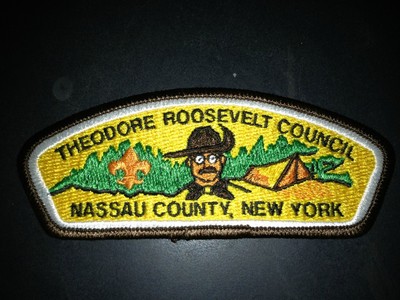 THEODORE ROOSEVELT COUNCIL
NASSAU COUNTY, NEW YORK